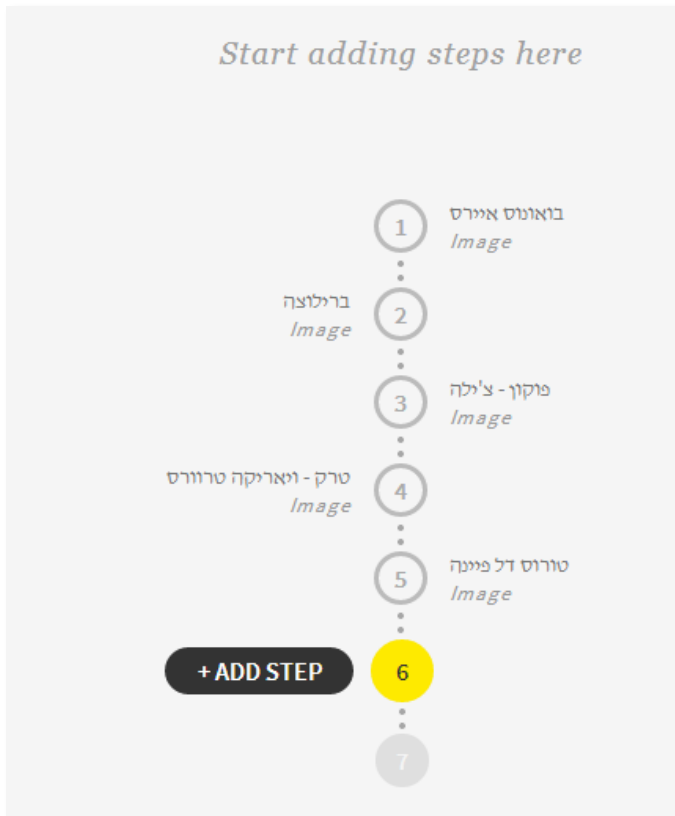 Start adding steps here
1
בואונוס איירס
Image
2
ברילוצה
Image
3
פוקון - צ'ילה
Image
4
טרק - ויאריקה טרוורס
Image
5
טורוס דל פיינה
Image
+ ADD STEP
6
7